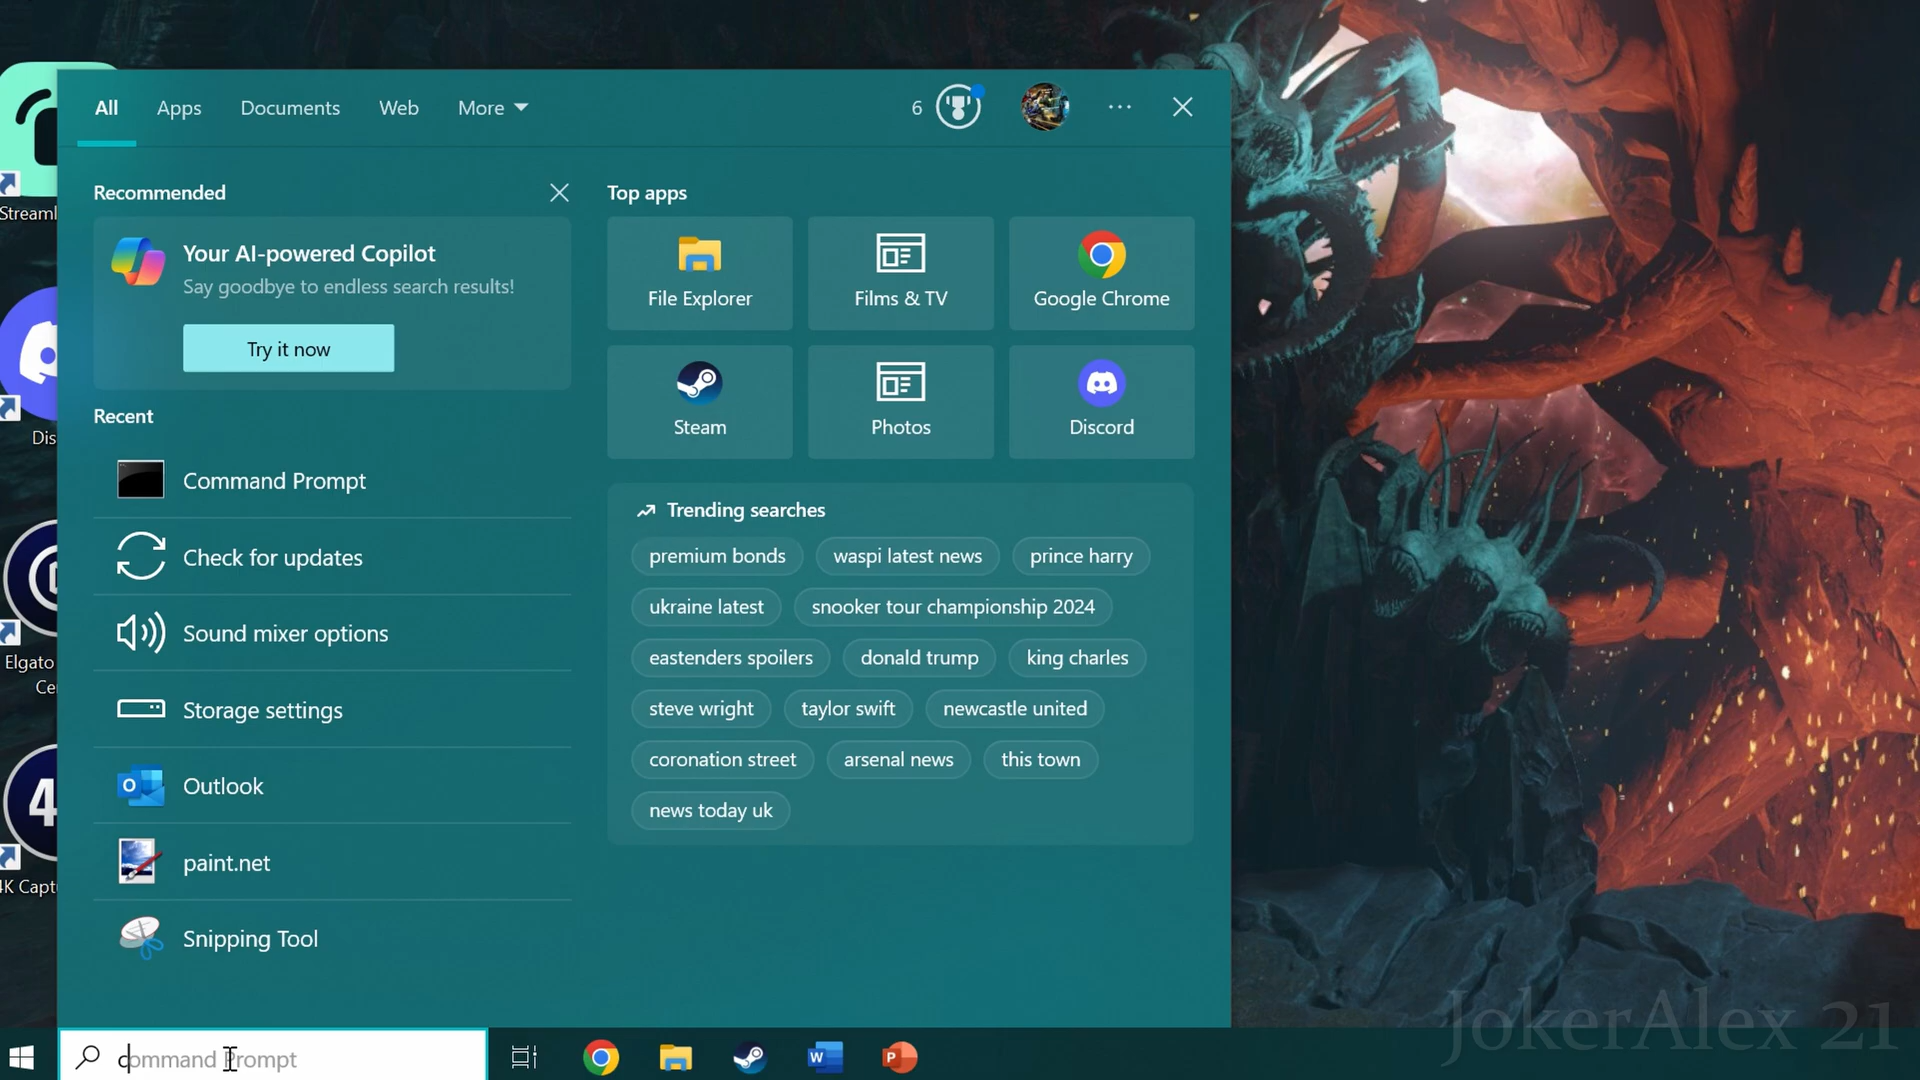 All Apps Documents Web More 6
Recommended
Your AI-powered Copilot
Say goodbye to endless search results!
Try it now
Recent
Command Prompt
Check for updates
Sound mixer options
Storage settings
Outlook
paint.net
Snipping Tool
Top apps
File Explorer
Films & TV
Google Chrome
Steam
Photos
Discord
Trending searches
premium bonds
waspi latest news
prince harry
ukraine latest
snooker tour championship 2024
eastenders spoilers
donald trump
king charles
steve wright
taylor swift
newcastle united
coronation street
arsenal news
this town
news today uk
Streaml
Dis
Elgato
Ce
4
4K Capt
command Prompt
JokerAlex 21